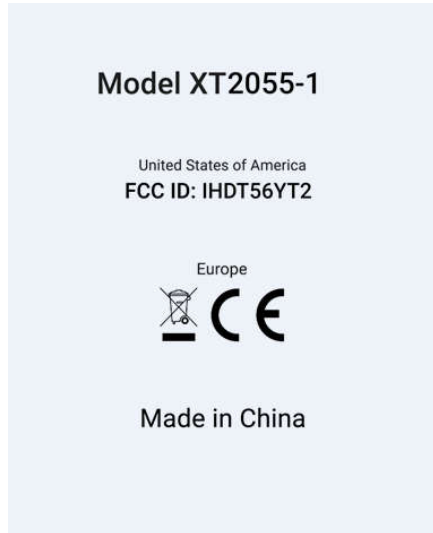 Model XT2055-1
United States of America
FCC ID: IHDT56YT2
Europe
CE
Made in China